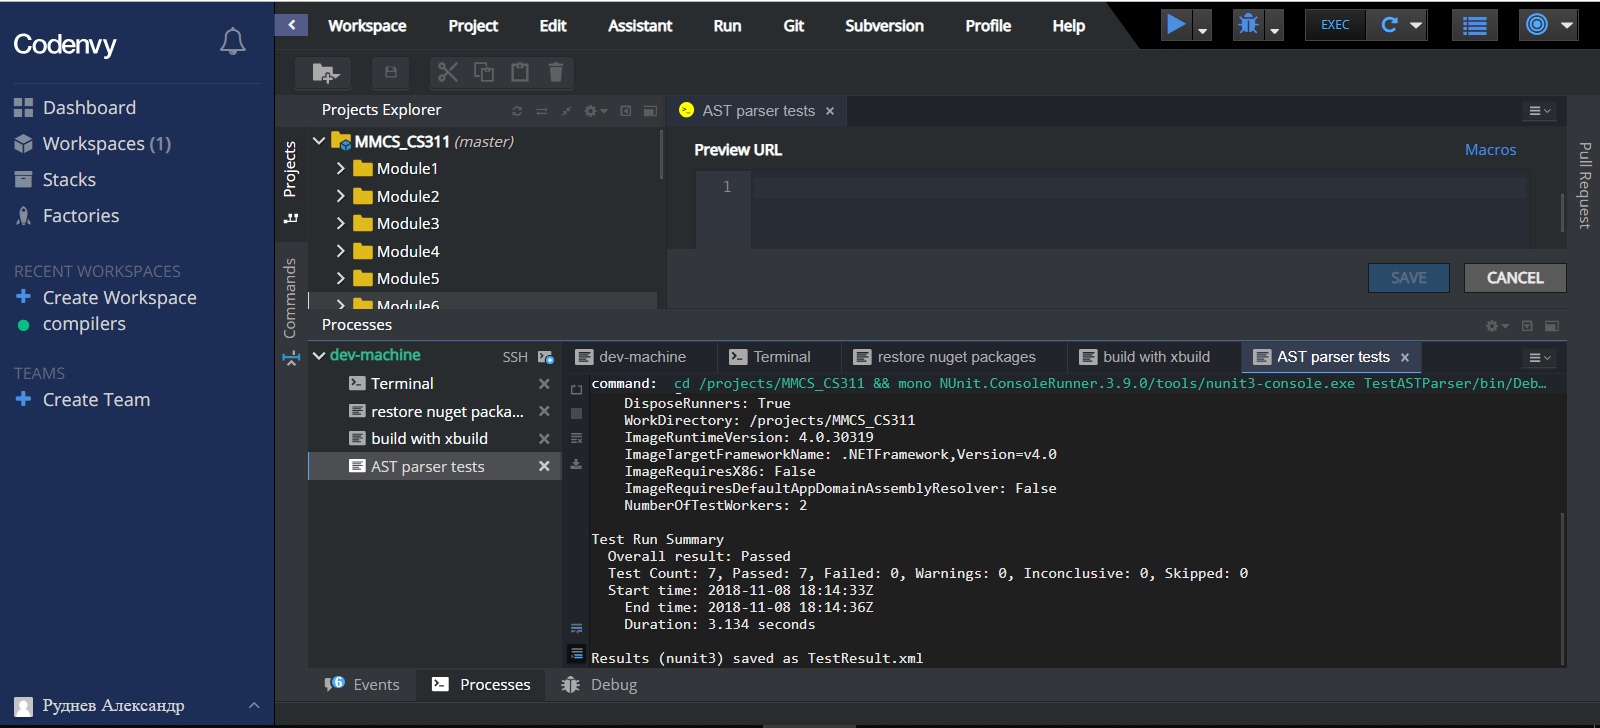 Codenvy
Dashboard
Workspaces (1)
Stacks
Factories
RECENT WORKSPACES
Create Workspace
compilers
TEAMS
Create Team
Руднев Александр
Workspace Project Edit Assistant Run Git Subversion Profile Help
EXEC
Projects Explorer
Projects
Commands
MMCS_CS311 (master)
Module1
Module2
Module3
Module4
Module5
Module6
AST parser tests
Preview URL
Macros
1
SAVE
CANCEL
Pull Request
Processes
dev-machine SSH
Terminal
restore nuget packa...
build with xbuild
AST parser tests
dev-machine Terminal restore nuget packages build with xbuild AST parser tests
command: cd /projects/MMCS_CS311 && mono NUnit.ConsoleRunner.3.9.0/tools/nunit3-console.exe TestASTParser/bin/Deb...
DisposeRunners: True
WorkDirectory: /projects/MMCS_CS311
ImageRuntimeVersion: 4.0.30319
ImageTargetFrameworkName: .NETFramework,Version=v4.0
ImageRequiresX86: False
ImageRequiresDefaultAppDomainAssemblyResolver: False
NumberOfTestWorkers: 2
Test Run Summary
Overall result: Passed
Test Count: 7, Passed: 7, Failed: 0, Warnings: 0, Inconclusive: 0, Skipped: 0
Start time: 2018-11-08 18:14:33Z
End time: 2018-11-08 18:14:36Z
Duration: 3.134 seconds
Results (nunit3) saved as TestResult.xml
6 Events Processes Debug